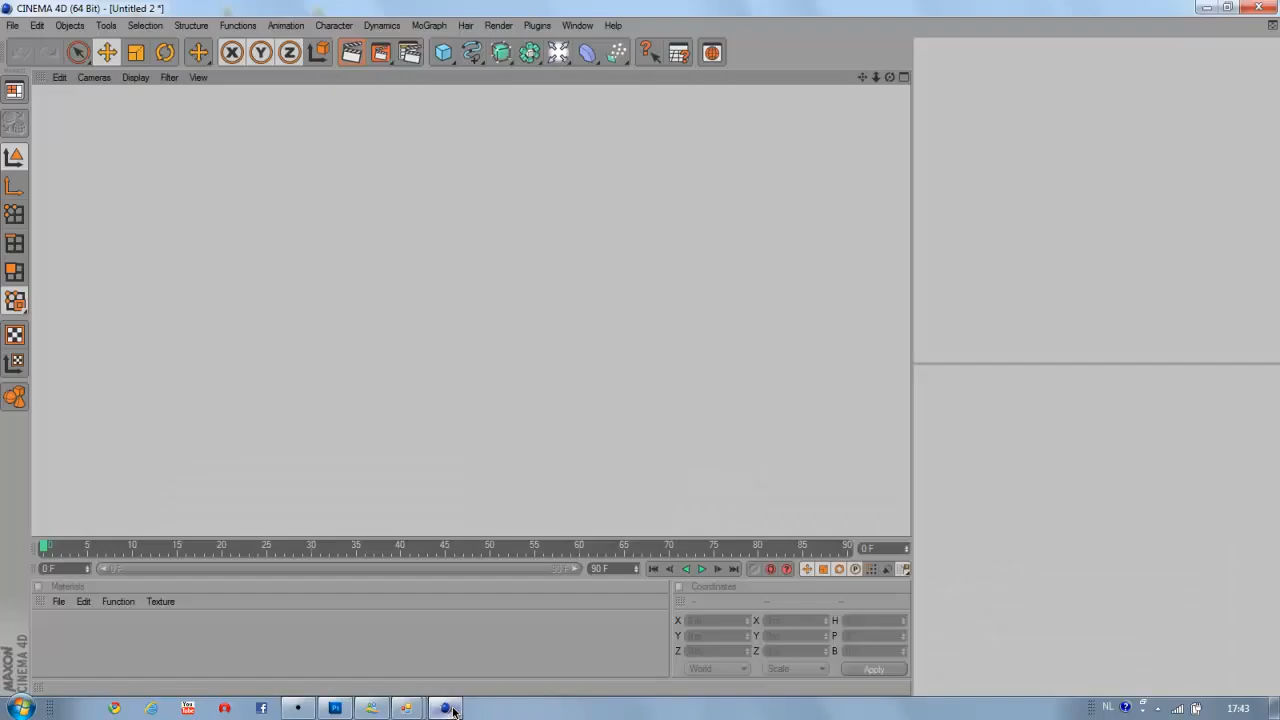 CINEMA 4D (64 Bit) - [Untitled 2 *]
File Edit Objects Tools Selection Structure Functions Animation Character Dynamics MoGraph Hair Render Plugins Window Help
X Y Z
Edit Cameras Display Filter View
0 5 10 15 20 25 30 35 40 45 50 55 60 65 70 75 80 85 90 0 F
0 F 90 F
Materials Coordinates
File Edit Function Texture
X X H
Y Y P
Z Z B
World Scale Apply
MAXON
CINEMA 4D
You Tube
NL 17:43